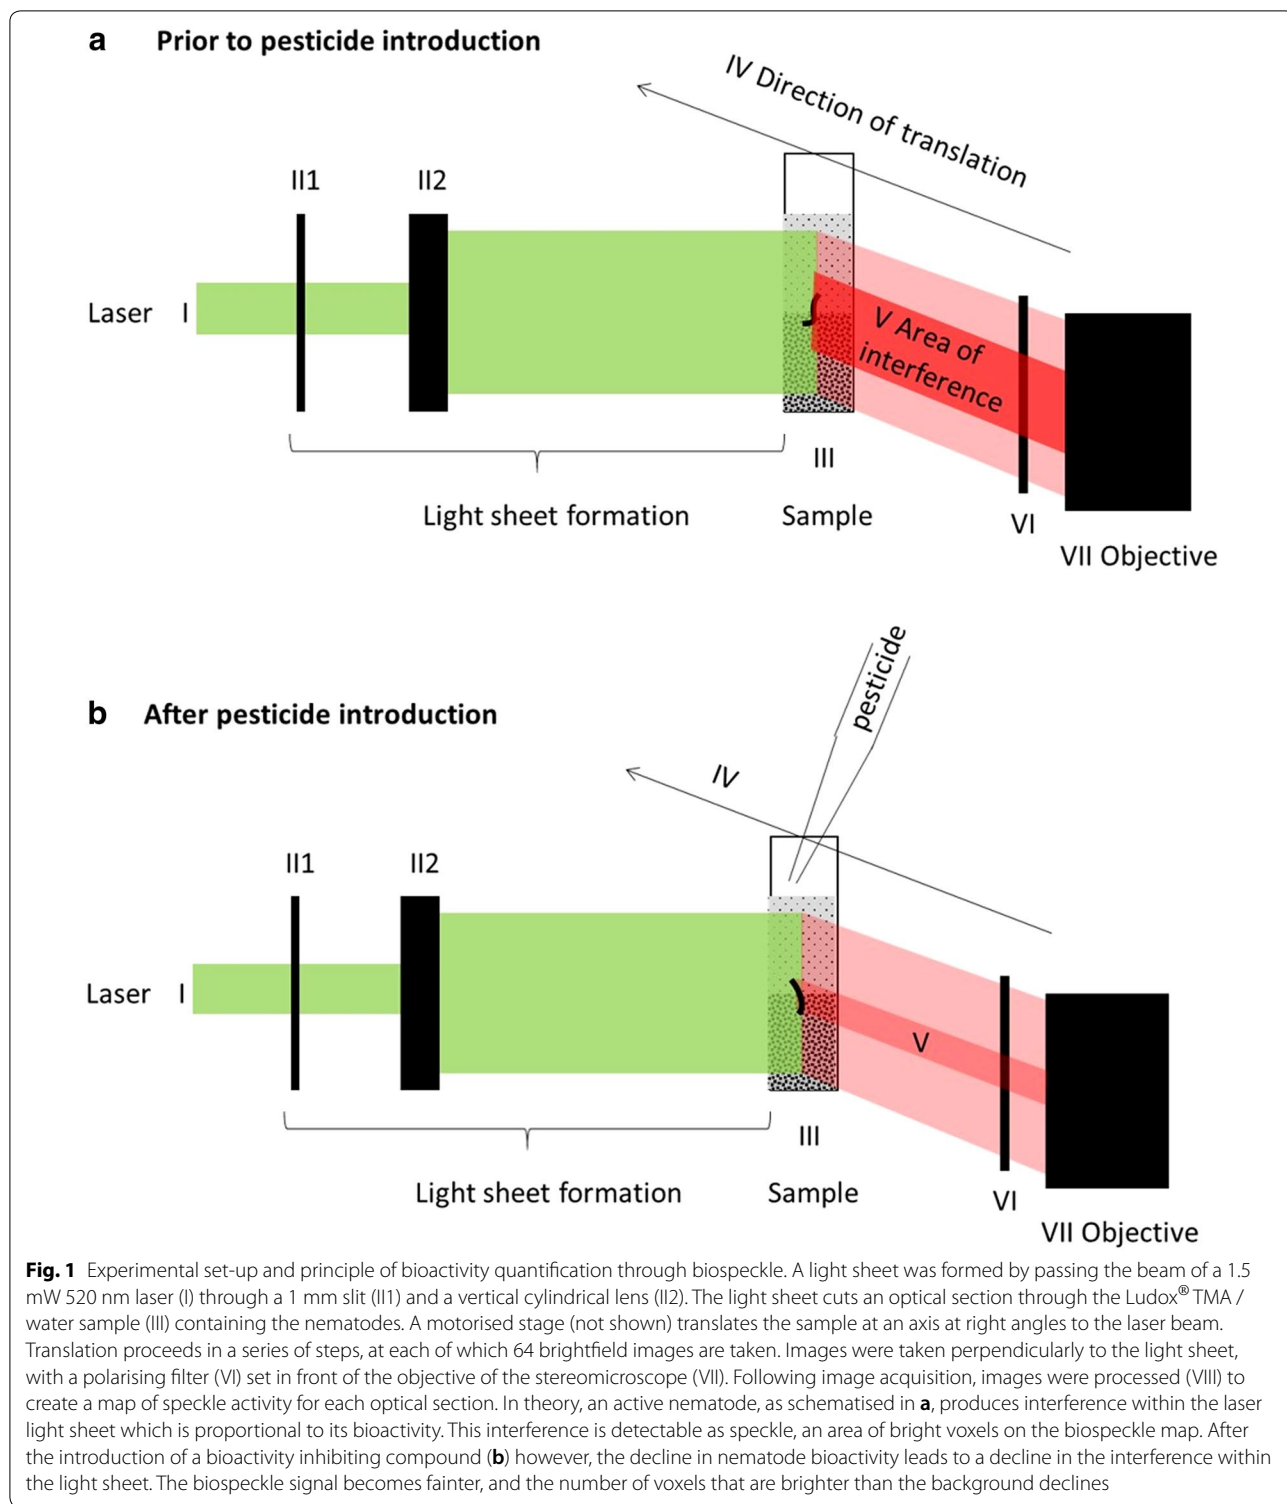 a Prior to pesticide introduction
IV Direction of translation
II1 II2
Laser I
V Area of
interference
III
Light sheet formation Sample
VI
VII Objective
pesticide
b After pesticide introduction
IV
II1 II2
Laser I
V
III
Light sheet formation Sample
VI
VII Objective
Fig. 1 Experimental set-up and principle of bioactivity quantification through biospeckle. A light sheet was formed by passing the beam of a 1.5
mW 520 nm laser (I) through a 1 mm slit (II1) and a vertical cylindrical lens (II2). The light sheet cuts an optical section through the Ludox® TMA /
water sample (III) containing the nematodes. A motorised stage (not shown) translates the sample at an axis at right angles to the laser beam.
Translation proceeds in a series of steps, at each of which 64 brightfield images are taken. Images were taken perpendicularly to the light sheet,
with a polarising filter (VI) set in front of the objective of the stereomicroscope (VII). Following image acquisition, images were processed (VIII) to
create a map of speckle activity for each optical section. In theory, an active nematode, as schematised in a, produces interference within the laser
light sheet which is proportional to its bioactivity. This interference is detectable as speckle, an area of bright voxels on the biospeckle map. After
the introduction of a bioactivity inhibiting compound (b) however, the decline in nematode bioactivity leads to a decline in the interference within
the light sheet. The biospeckle signal becomes fainter, and the number of voxels that are brighter than the background declines